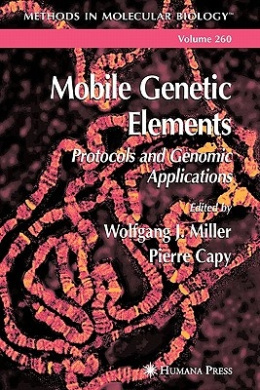 METHODS IN MOLECULAR BIOLOGY™
Volume 260
Mobile Genetic
Elements
Protocols and Genomic
Applications
Edited by
Wolfgang J. Miller
Pierre Capy
HUMANA PRESS